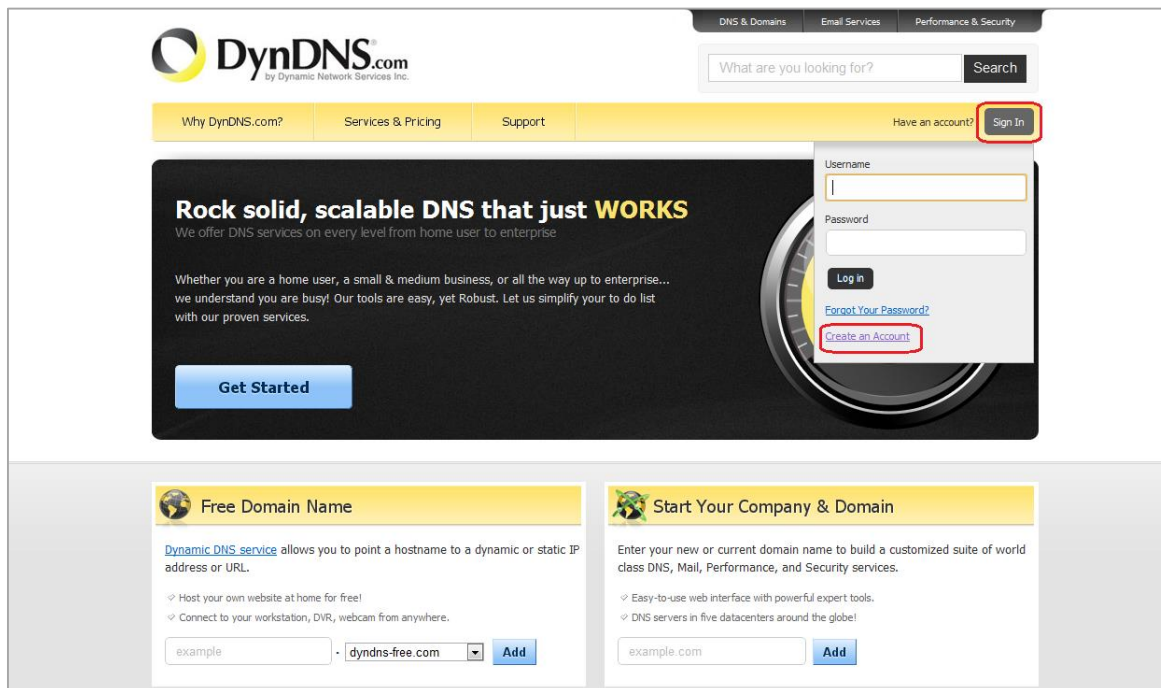 DNS & Domains Email Services Performance & Security
DynDNS.com
by Dynamic Network Services Inc.
What are you looking for? Search
Why DynDNS.com? Services & Pricing Support Have an account? Sign In
Username
Password
Log in
Forgot Your Password?
Create an Account
Rock solid, scalable DNS that just WORKS
We offer DNS services on every level from home user to enterprise
Whether you are a home user, a small & medium business, or all the way up to enterprise...
we understand you are busy! Our tools are easy, yet Robust. Let us simplify your to do list
with our proven services.
Get Started
Free Domain Name
Dynamic DNS service allows you to point a hostname to a dynamic or static IP
address or URL.
Host your own website at home for free!
Connect to your workstation, DVR, webcam from anywhere.
example . dyndns-free.com Add
Start Your Company & Domain
Enter your new or current domain name to build a customized suite of world
class DNS, Mail, Performance, and Security services.
Easy-to-use web interface with powerful expert tools.
DNS servers in five datacenters around the globe!
example.com Add